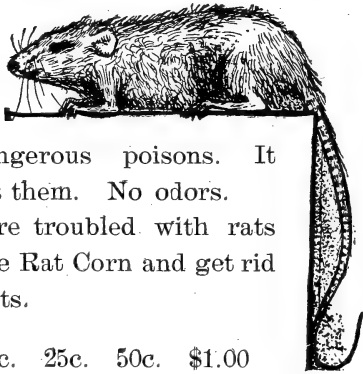 ngerous poisons. It
s them. No odors.
re troubled with rats
e Rat Corn and get rid
ts.
c. 25c. 50c. $1.00